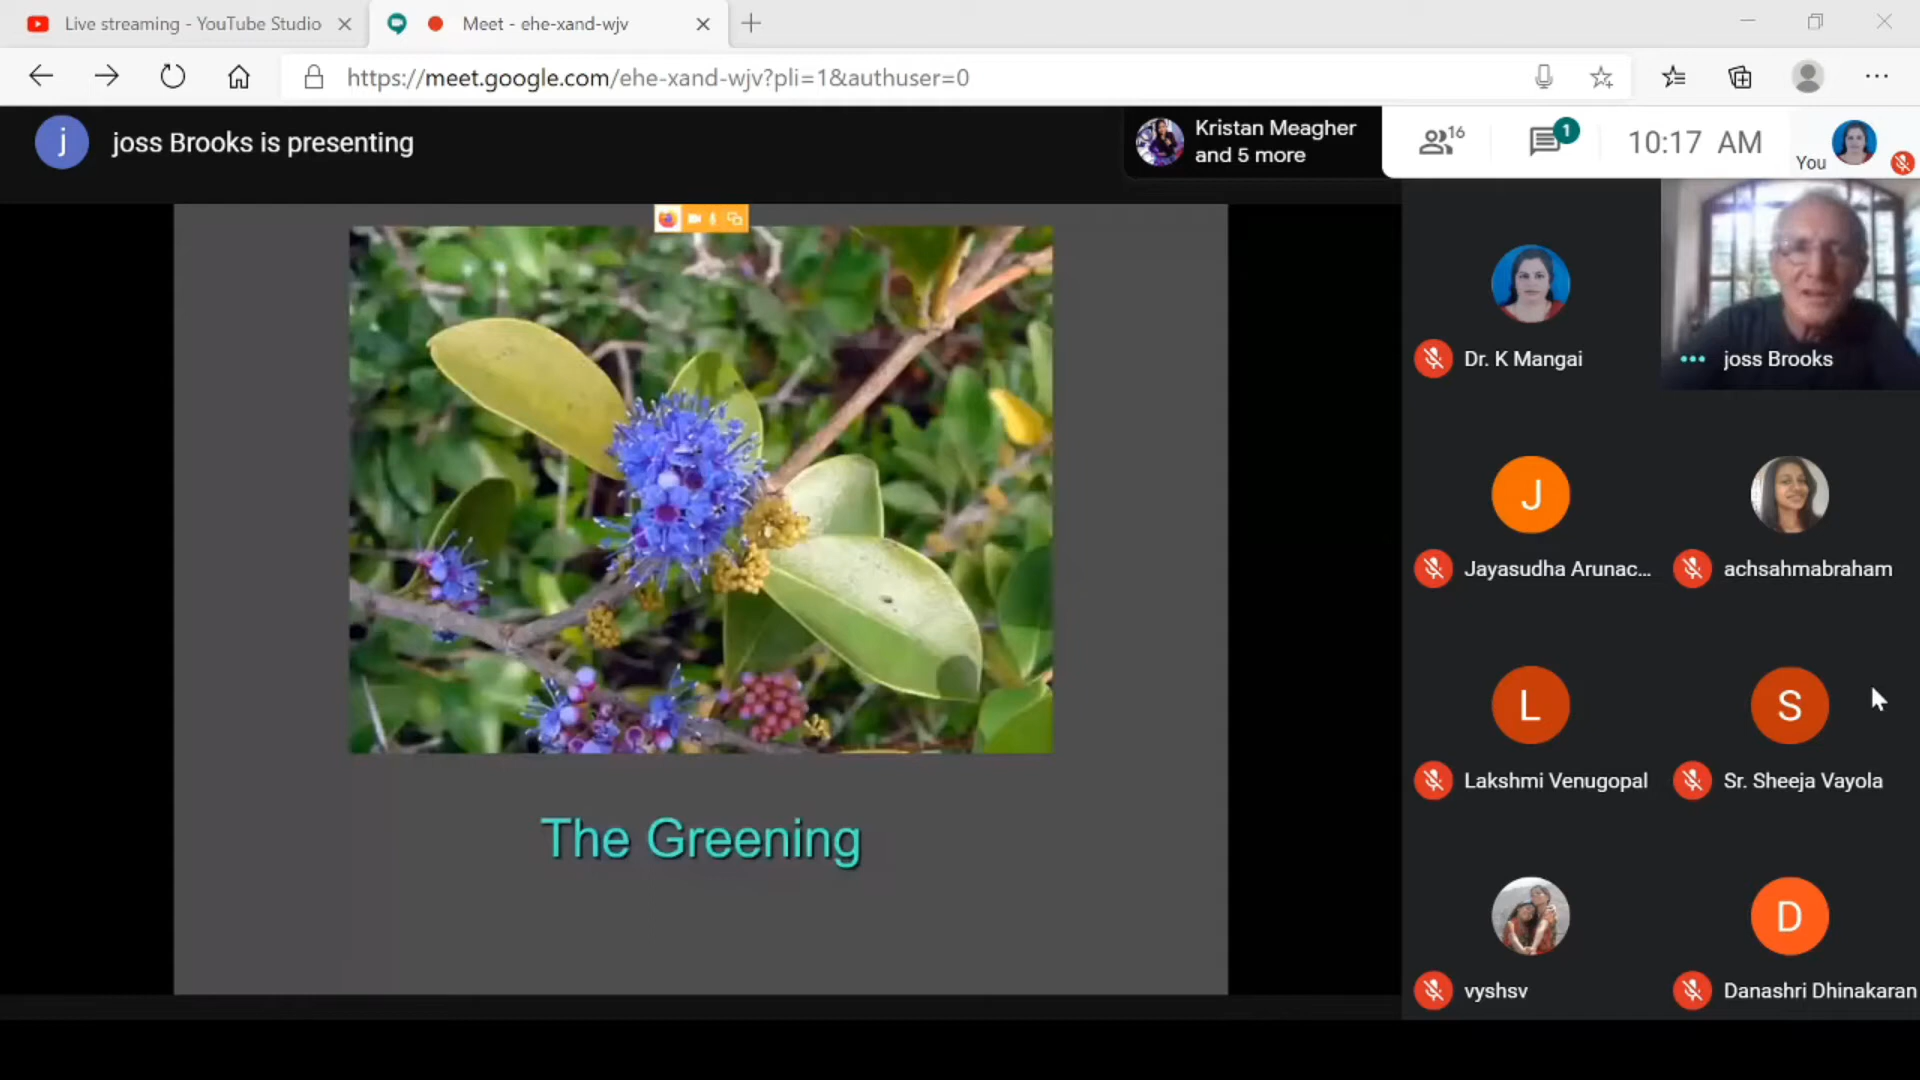 Live streaming - YouTube Studio
Meet - ehe-xand-wjv
https://meet.google.com/ehe-xand-wjv?pli=1&authuser=0
j
joss Brooks is presenting
Kristan Meagher
and 5 more
16
1
10:17 AM
You
Dr. K Mangai
joss Brooks
J
Jayasudha Arunac...
achsahmabraham
L
Lakshmi Venugopal
S
Sr. Sheeja Vayola
vyshsv
D
Danashri Dhinakaran
The Greening